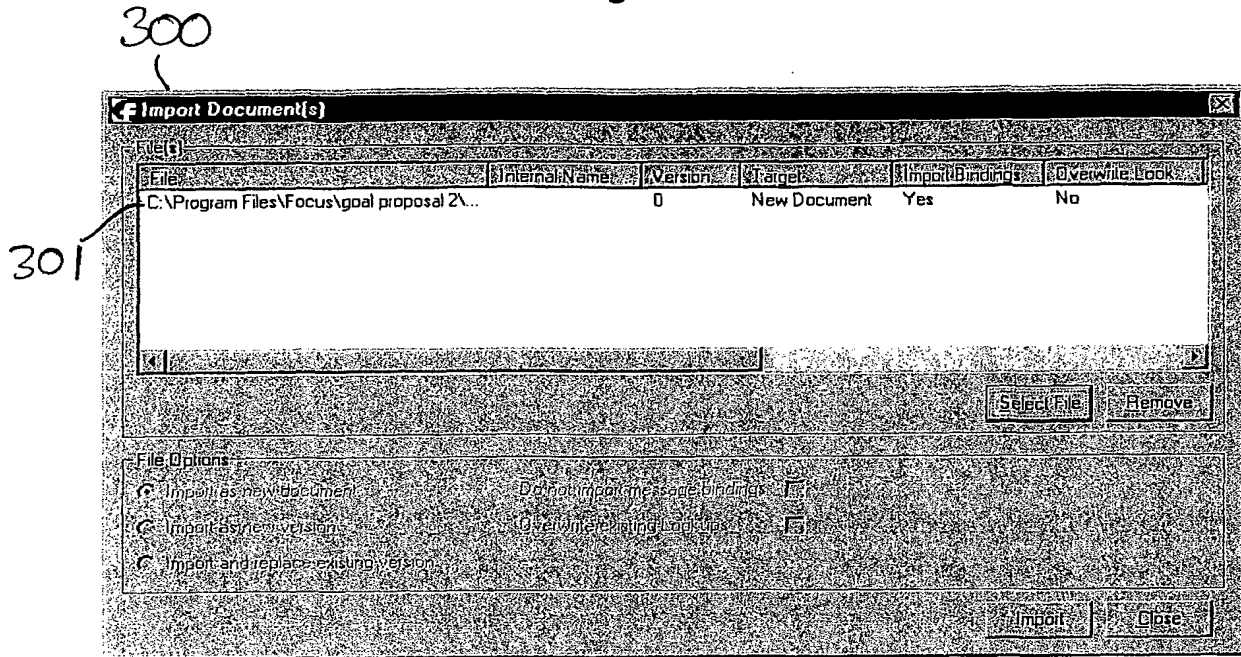 300
Import Document(s)
File(s)
File Internal Name Version Target Import Bindings Overwrite Look...
301
C:\Program Files\Focus\goal proposal 2\... 0 New Document Yes No
Select File Remove
File Options
Import as new document Do not import message bindings
Import as new version Overwrite existing Lookups
Import and replace existing version
Import Close